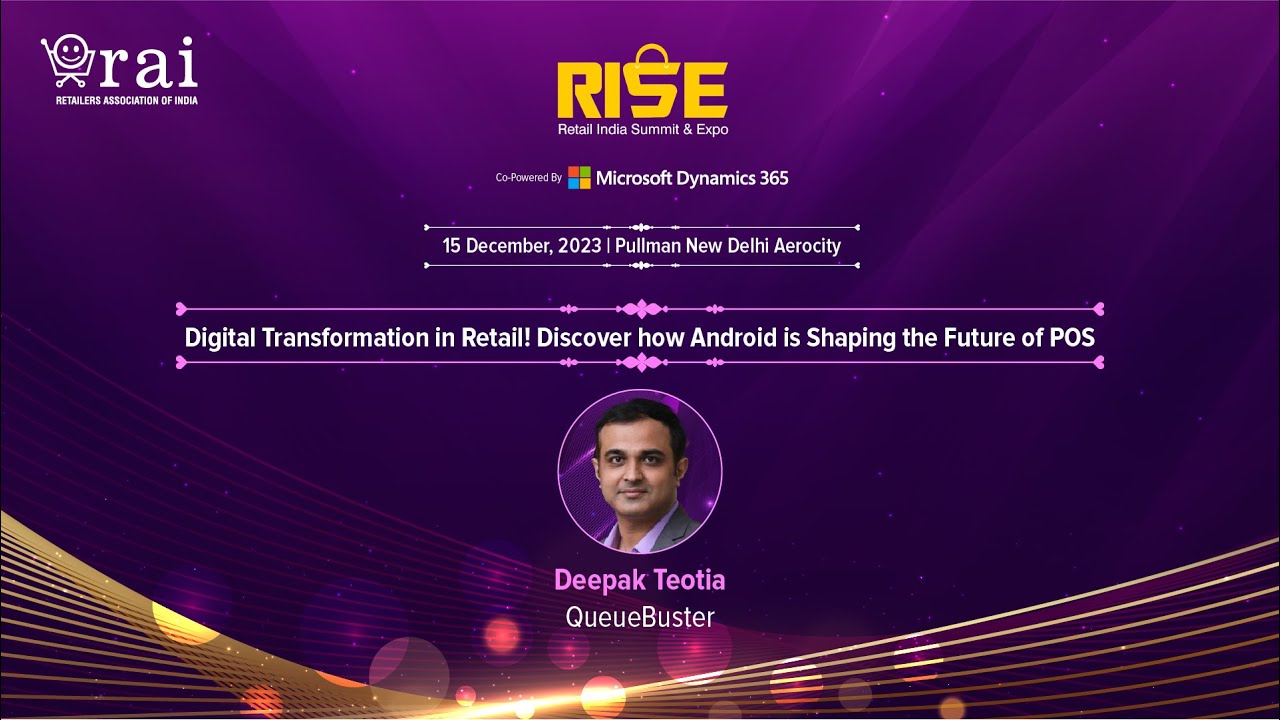 rai
RETAILERS ASSOCIATION OF INDIA
RISE
Retail India Summit & Expo
Co-Powered By Microsoft Dynamics 365
15 December, 2023 | Pullman New Delhi Aerocity
Digital Transformation in Retail! Discover how Android is Shaping the Future of POS
Deepak Teotia
QueueBuster